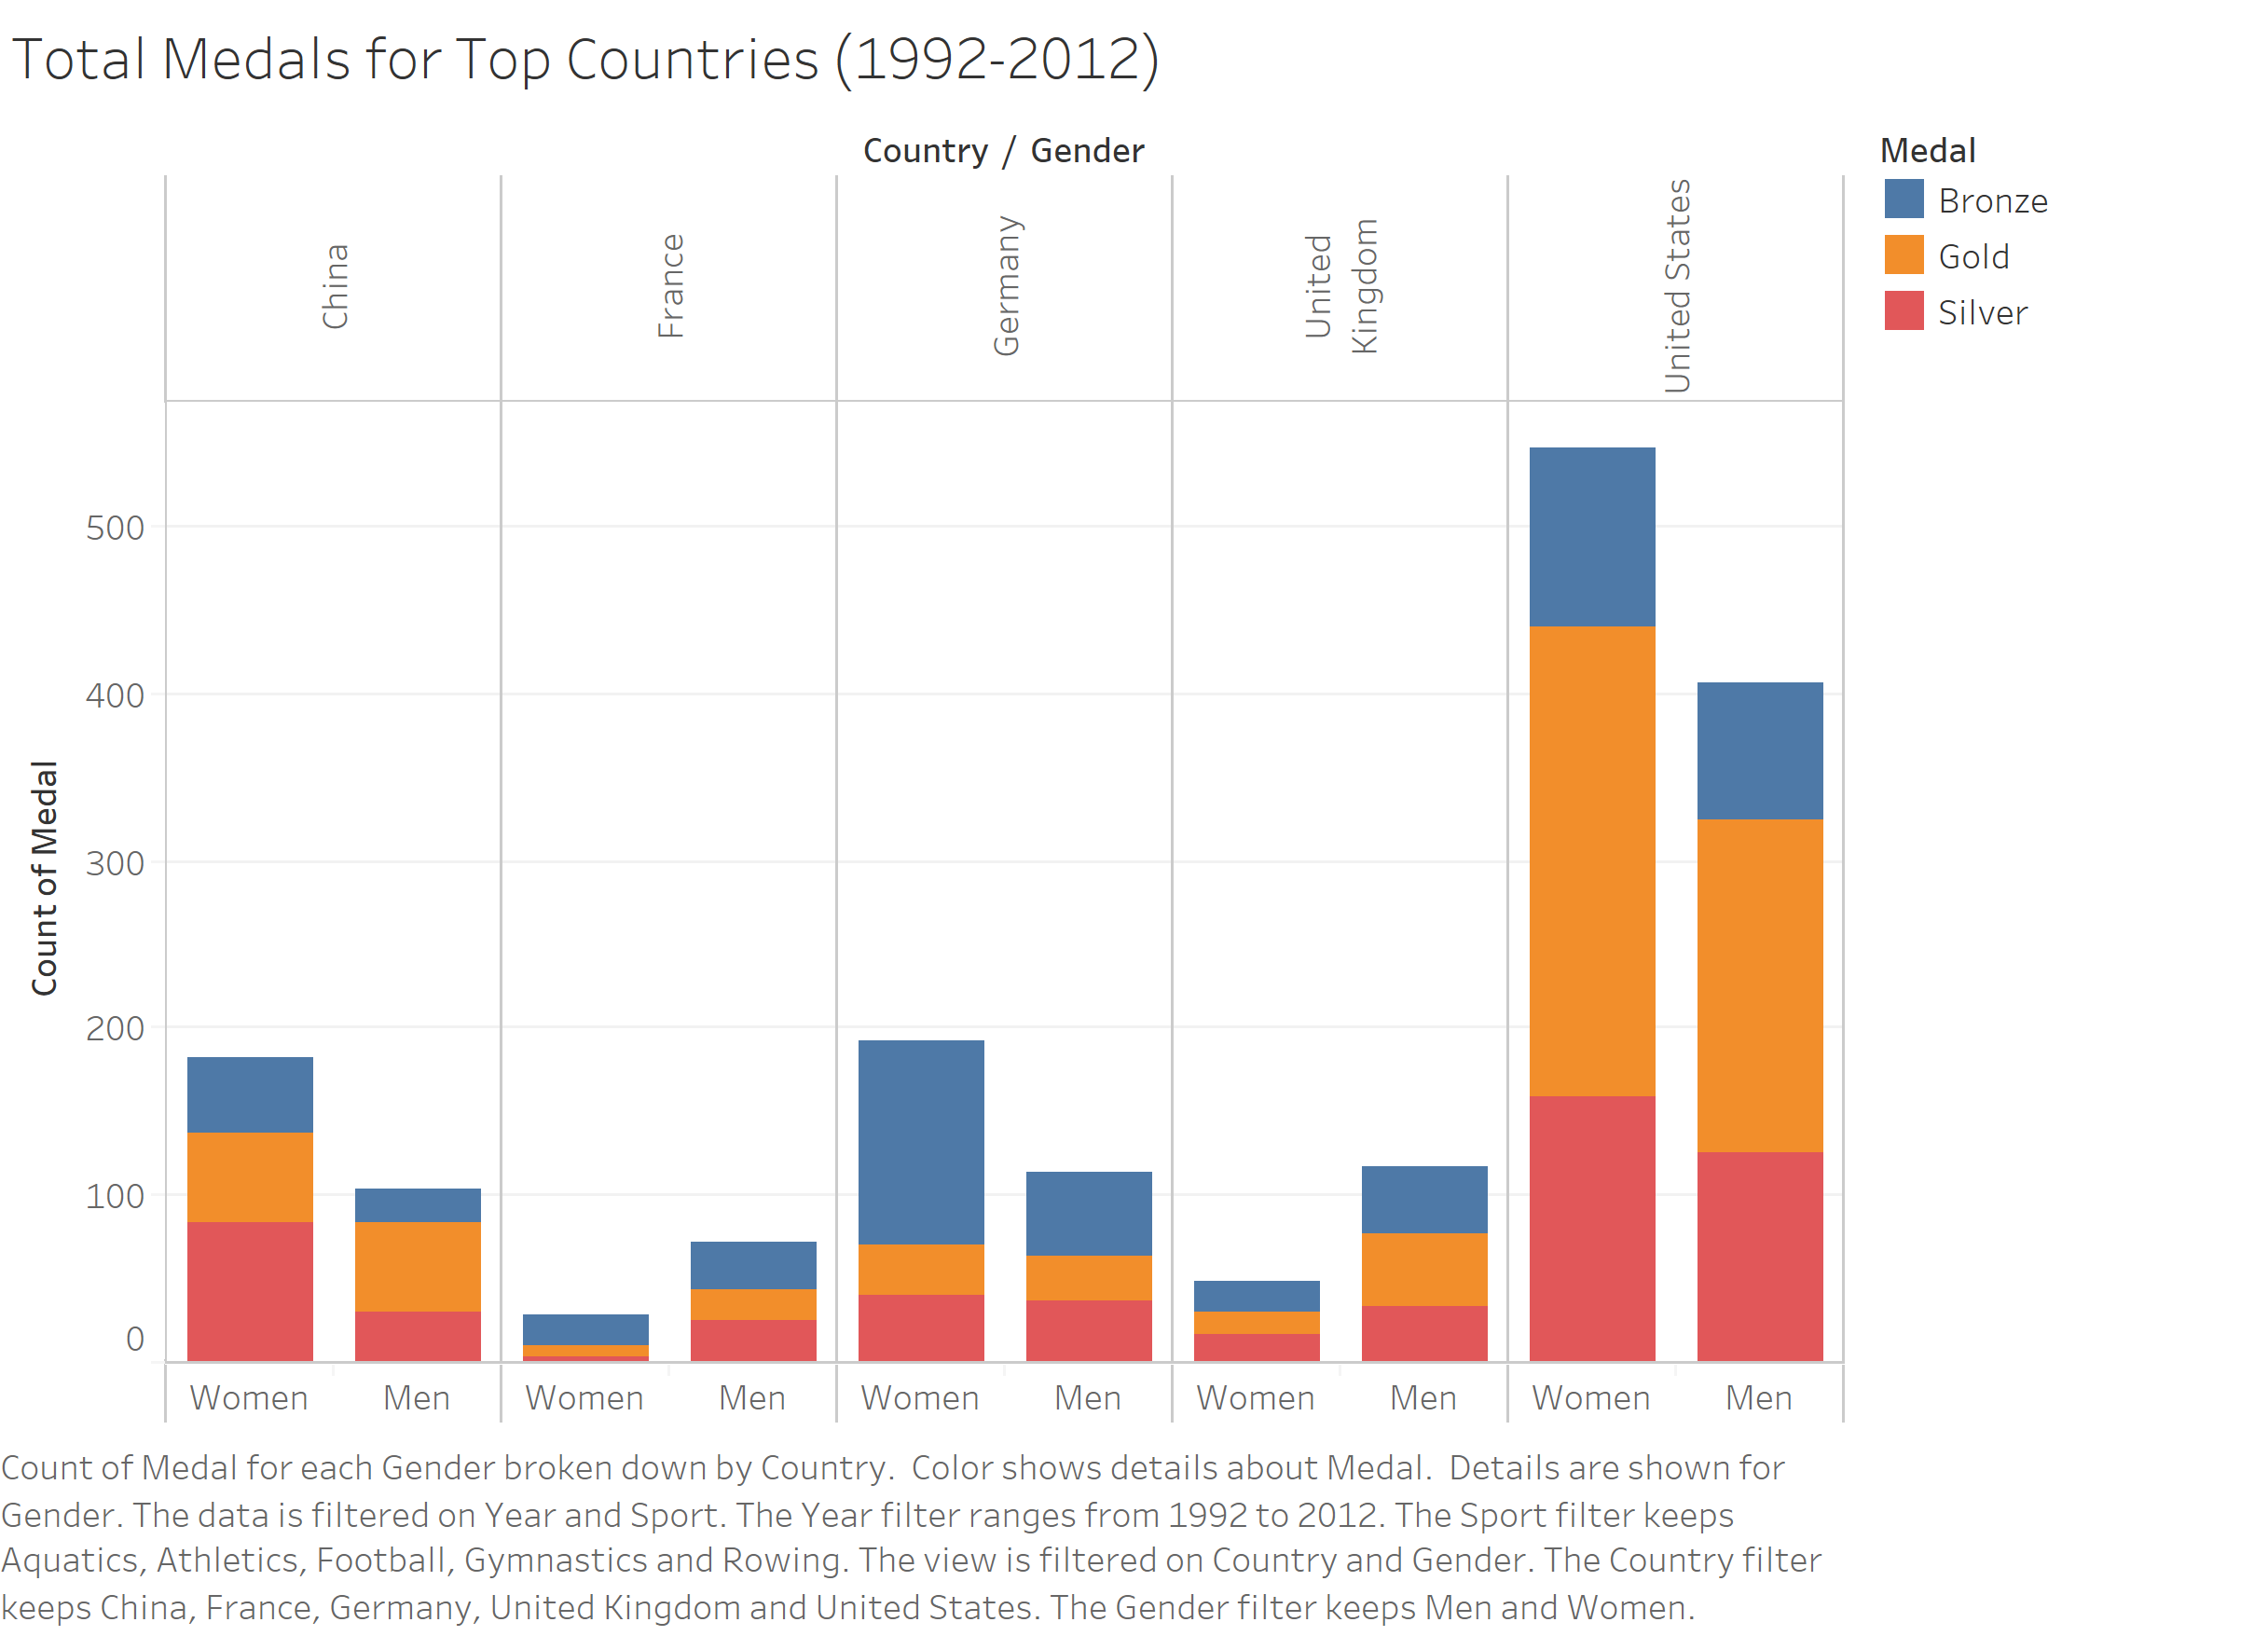 Total Medals for Top Countries (1992-2012)
Country / Gender
Medal
Bronze
Gold
Silver
China
France
Germany
United
Kingdom
United States
Count of Medal
500
400
300
200
100
0
Women Men Women Men Women Men Women Men Women Men
Count of Medal for each Gender broken down by Country.  Color shows details about Medal.  Details are shown for
Gender. The data is filtered on Year and Sport. The Year filter ranges from 1992 to 2012. The Sport filter keeps
Aquatics, Athletics, Football, Gymnastics and Rowing. The view is filtered on Country and Gender. The Country filter
keeps China, France, Germany, United Kingdom and United States. The Gender filter keeps Men and Women.